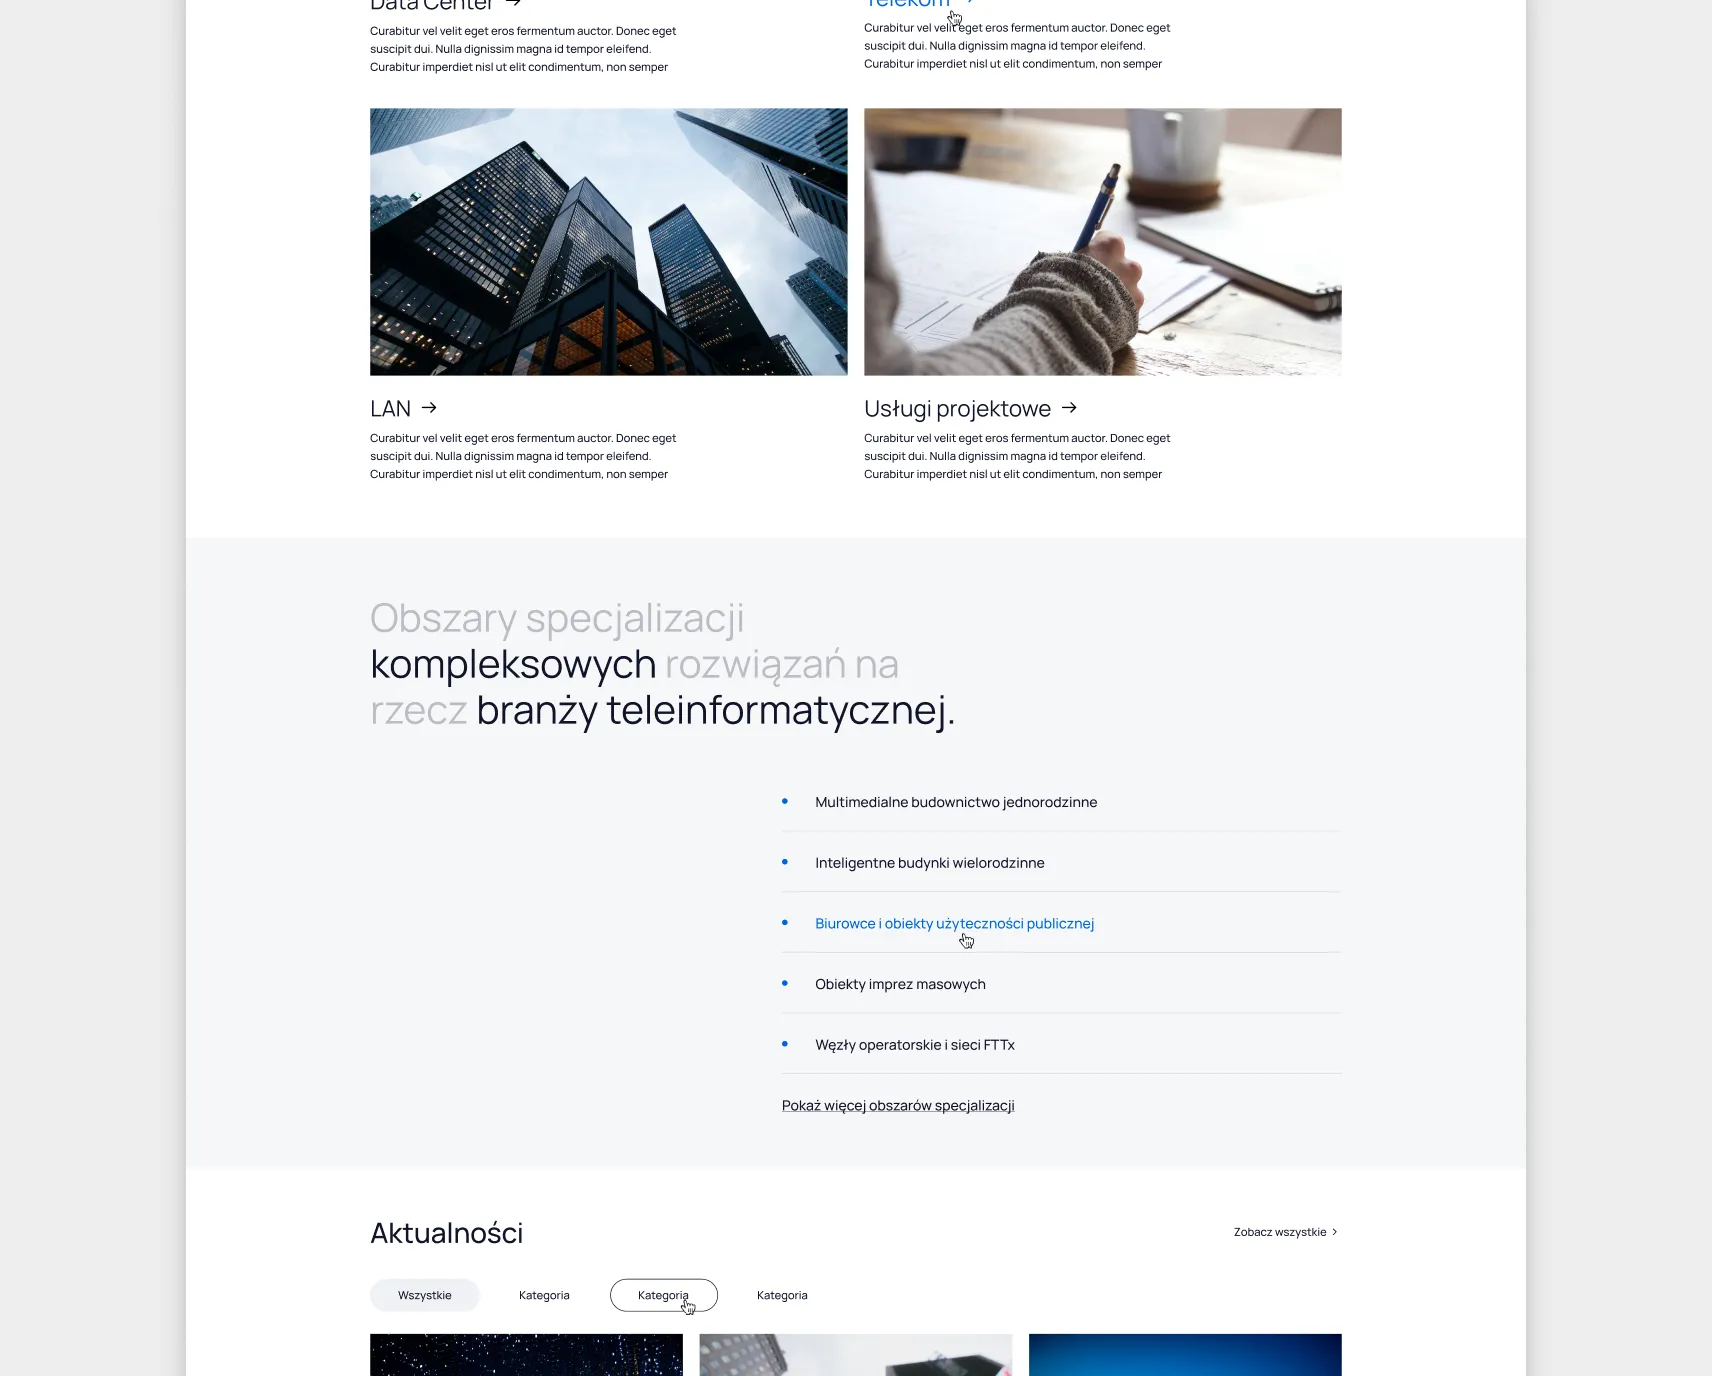 Data Center →
Curabitur vel velit eget eros fermentum auctor. Donec eget
suscipit dui. Nulla dignissim magna id tempor eleifend.
Curabitur imperdiet nisl ut elit condimentum, non semper
Telekom
Curabitur vel velit eget eros fermentum auctor. Donec eget
suscipit dui. Nulla dignissim magna id tempor eleifend.
Curabitur imperdiet nisl ut elit condimentum, non semper
LAN →
Curabitur vel velit eget eros fermentum auctor. Donec eget
suscipit dui. Nulla dignissim magna id tempor eleifend.
Curabitur imperdiet nisl ut elit condimentum, non semper
Usługi projektowe →
Curabitur vel velit eget eros fermentum auctor. Donec eget
suscipit dui. Nulla dignissim magna id tempor eleifend.
Curabitur imperdiet nisl ut elit condimentum, non semper
Obszary specjalizacji
kompleksowych rozwiązań na
rzecz branży teleinformatycznej.
• Multimedialne budownictwo jednorodzinne
• Inteligentne budynki wielorodzinne
• Biurowce i obiekty użyteczności publicznej
• Obiekty imprez masowych
• Węzły operatorskie i sieci FTTx
Pokaż więcej obszarów specjalizacji
Aktualności
Zobacz wszystkie >
Wszystkie
Kategoria
Kategoria
Kategoria